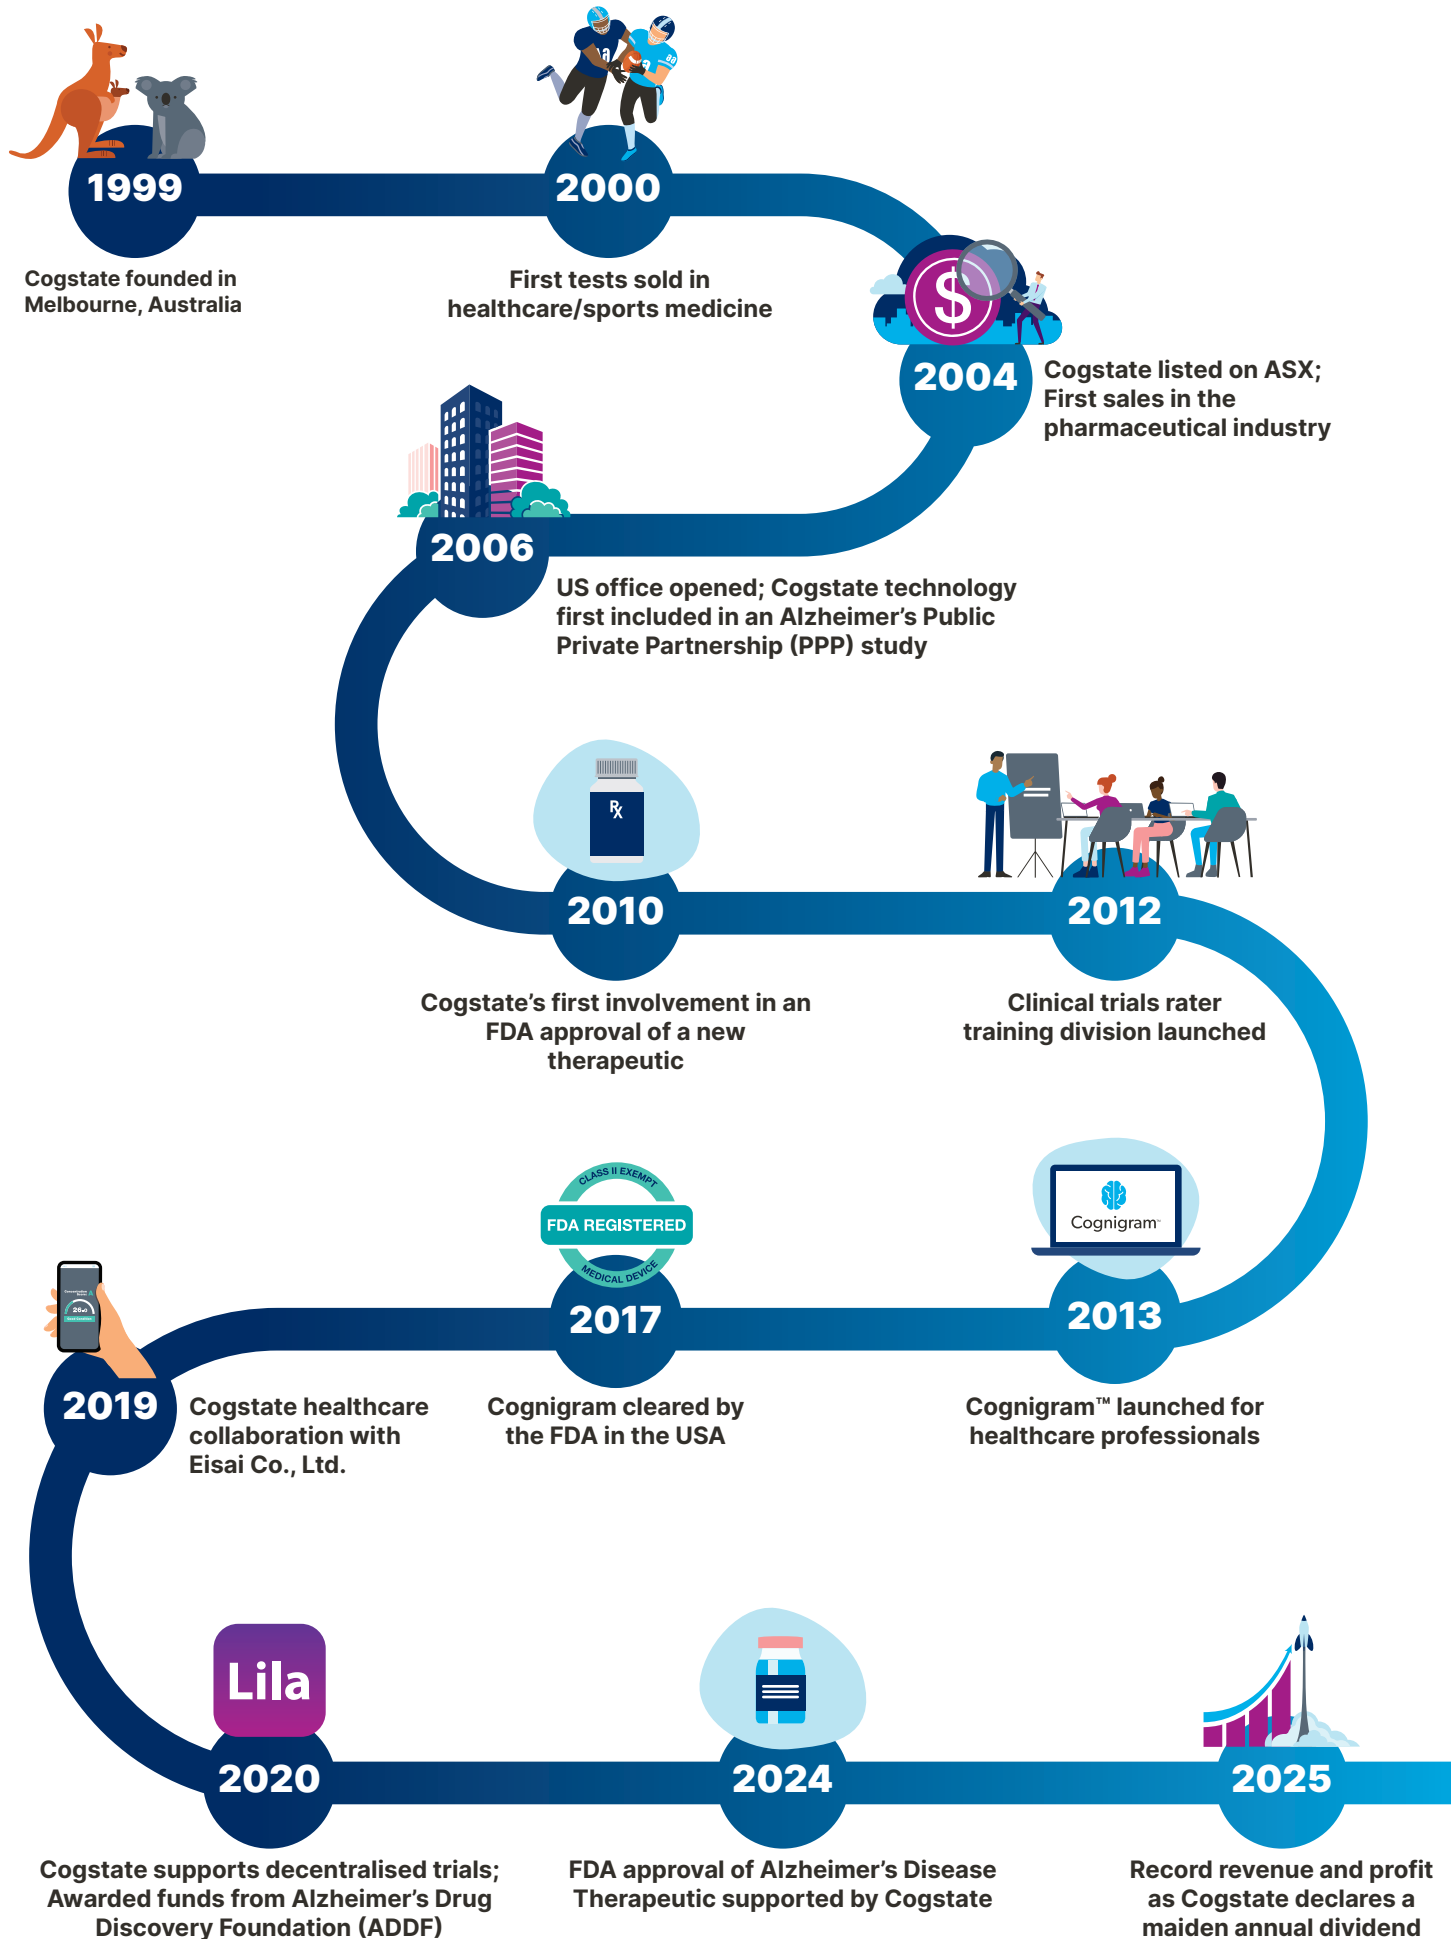 1999
Cogstate founded in
Melbourne, Australia
2000
First tests sold in
healthcare/sports medicine
$
2004
Cogstate listed on ASX;
First sales in the
pharmaceutical industry
2006
US office opened; Cogstate technology
first included in an Alzheimer’s Public
Private Partnership (PPP) study
Rx
2010
Cogstate’s first involvement in an
FDA approval of a new
therapeutic
2012
Clinical trials rater
training division launched
Cognigram™
2013
Cognigram™ launched for
healthcare professionals
CLASS II EXEMPT
FDA REGISTERED
MEDICAL DEVICE
2017
Cognigram cleared by
the FDA in the USA
2019
Cogstate healthcare
collaboration with
Eisai Co., Ltd.
Lila
2020
Cogstate supports decentralised trials;
Awarded funds from Alzheimer’s Drug
Discovery Foundation (ADDF)
2024
FDA approval of Alzheimer’s Disease
Therapeutic supported by Cogstate
2025
Record revenue and profit
as Cogstate declares a
maiden annual dividend